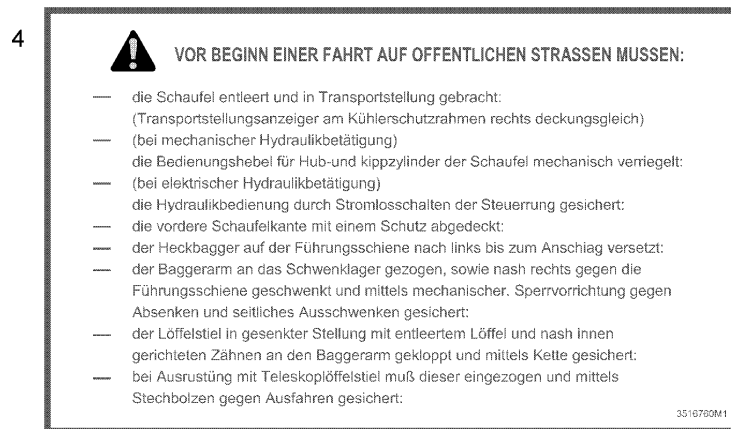 4
VOR BEGINN EINER FAHRT AUF OFFENTLICHEN STRASSEN MUSSEN:
— die Schaufel entleert und in Transportstellung gebracht:
(Transportstellungsanzeiger am Kühlerschutzrahmen rechts deckungsgleich)
— (bei mechanischer Hydraulikbetätigung)
die Bedienungshebel für Hub-und kippzylinder der Schaufel mechanisch verriegelt:
— (bei elektrischer Hydraulikbetätigung)
die Hydraulikbedienung durch Stromlosschalten der Steuerrung gesichert:
— die vordere Schaufelkante mit einem Schutz abgedeckt:
— der Heckbagger auf der Führungsschiene nach links bis zum Anschiag versetzt:
— der Baggerarm an das Schwenklager gezogen, sowie nash rechts gegen die
Führungsschiene geschwenkt und mittels mechanischer. Sperrvorrichtung gegen
Absenken und seitliches Ausschwenken gesichert:
— der Löffelstiel in gesenkter Stellung mit entleertem Löffel und nash innen
gerichteten Zähnen an den Baggerarm gekloppt und mittels Kette gesichert:
— bei Ausrustüng mit Teleskoplöffelstiel muß dieser eingezogen und mittels
Stechbolzen gegen Ausfahren gesichert:
3516760M1